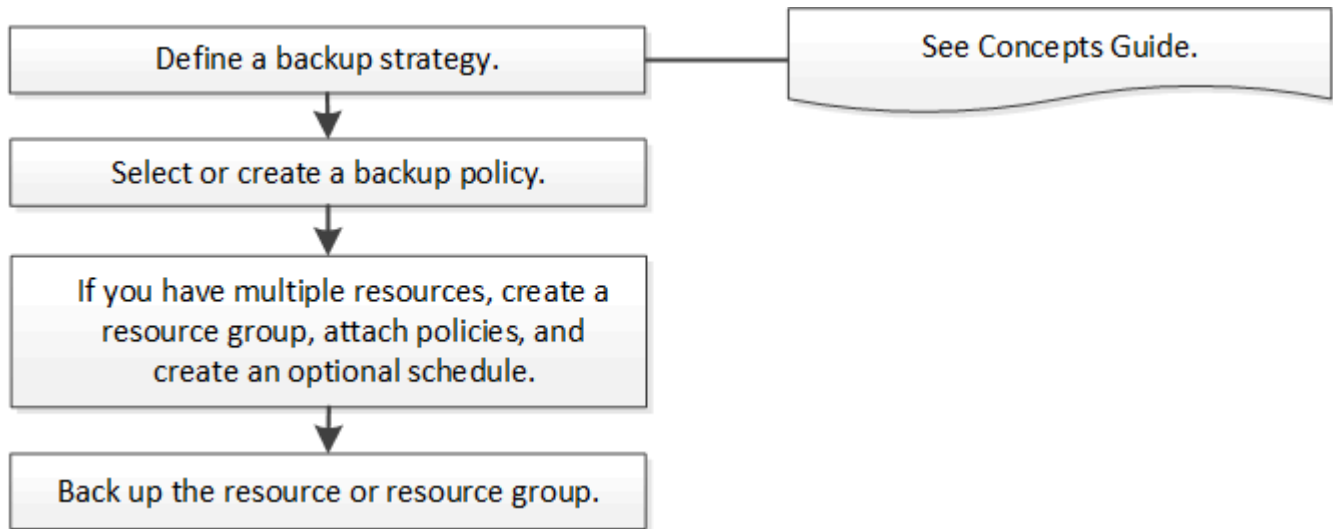 Define a backup strategy.
See Concepts Guide.
Select or create a backup policy.
If you have multiple resources, create a
resource group, attach policies, and
create an optional schedule.
Back up the resource or resource group.